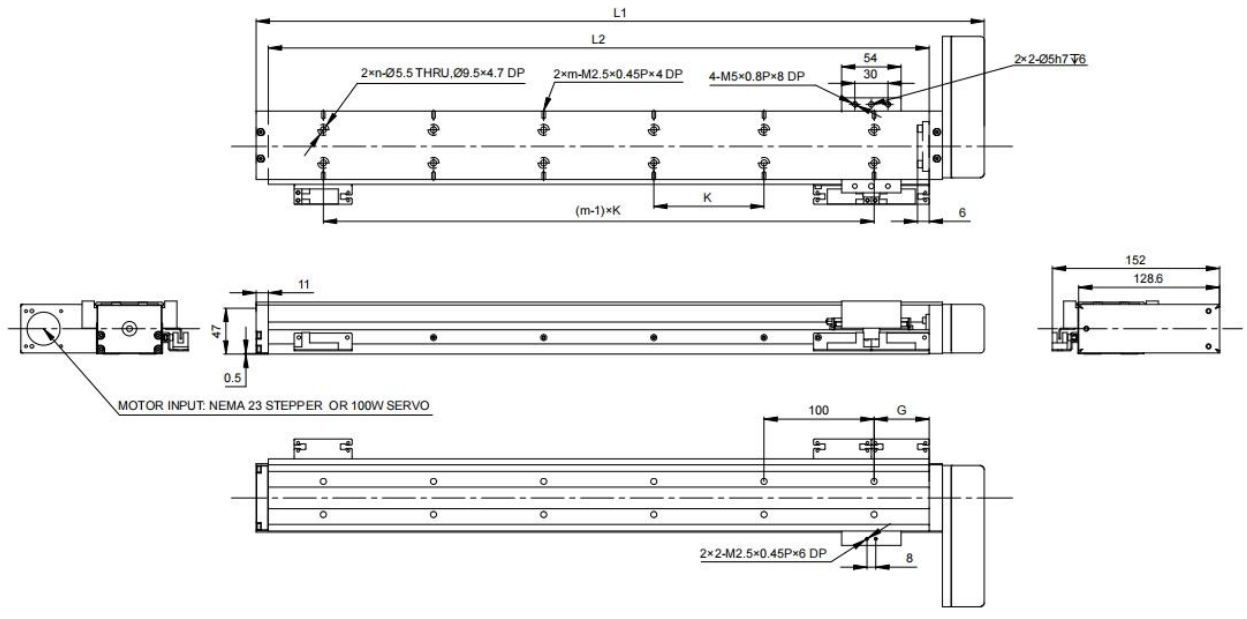 L1
L2
2×n-Ø5.5 THRU,Ø9.5×4.7 DP
2×m-M2.5×0.45P×4 DP
4-M5×0.8P×8 DP
54
30
2×2-Ø5h7↧6
K
(m-1)×K
6
11
47
0.5
152
128.6
MOTOR INPUT: NEMA 23 STEPPER OR 100W SERVO
100
G
2×2-M2.5×0.45P×6 DP
8